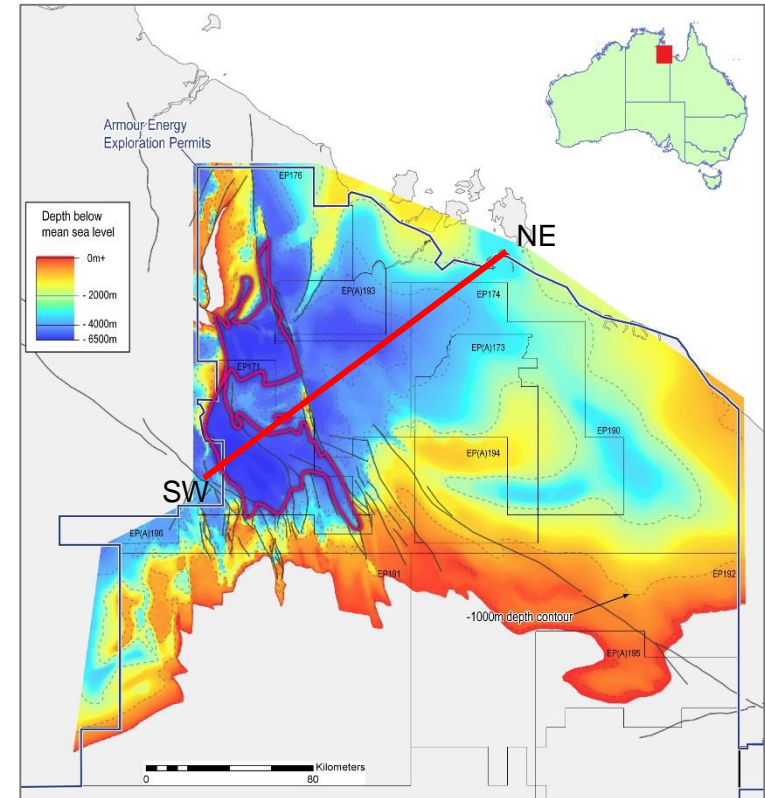 Armour Energy
Exploration Permits
EP176
Depth below
mean sea level
0m+
- 2000m
- 4000m
- 6500m
NE
EP(A)193
EP174
EP(A)173
EP171
EP190
EP(A)194
SW
EP(A)196
EP191
EP192
-1000m depth contour
EP(A)195
Kilometers
0
80